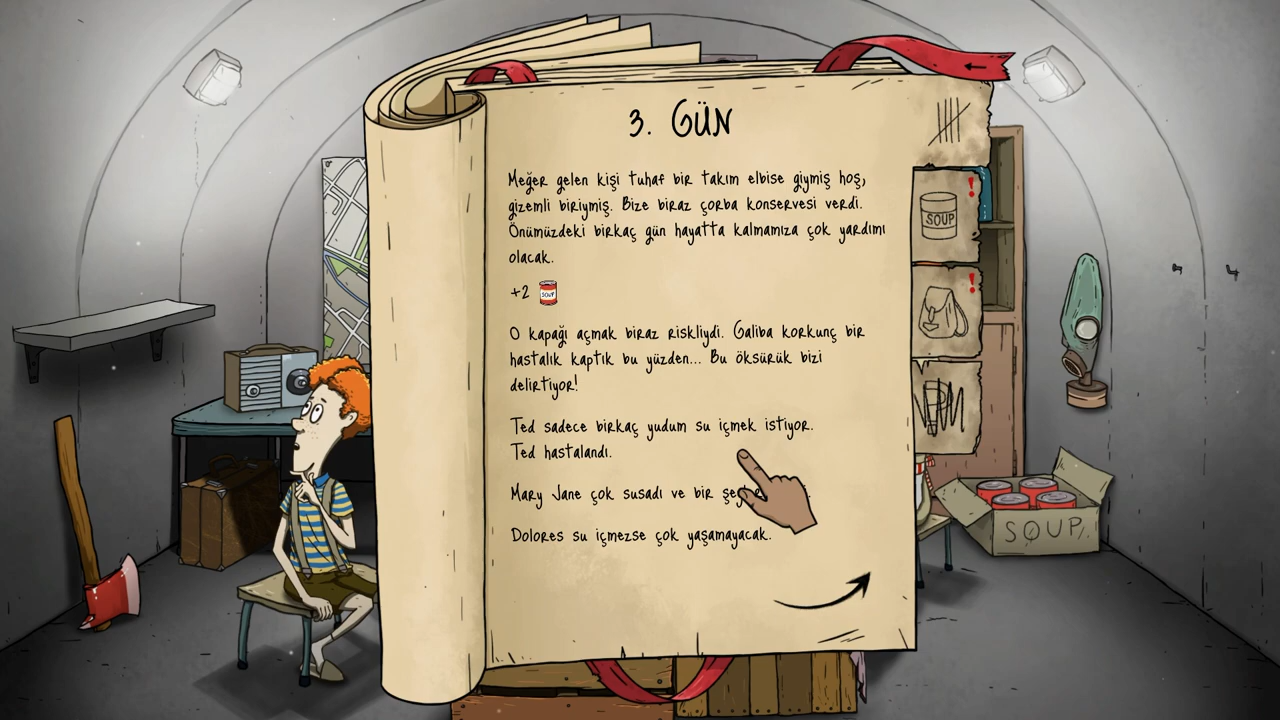 3. GÜN
Meğer gelen kişi tuhaf bir takım elbise giymiş hoş,
gizemli biriymiş. Bize biraz çorba konservesi verdi.
Önümüzdeki birkaç gün hayatta kalmamıza çok yardımı
olacak.
+2 SOUP
O kapağı açmak biraz riskliydi. Galiba korkunç bir
hastalık kaptık bu yüzden... Bu öksürük bizi
delirtiyor!
Ted sadece birkaç yudum su içmek istiyor.
Ted hastalandı.
Mary Jane çok susadı ve bir
Dolores su içmezse çok yaşamayacak.
SOUP
!
!
SOUP